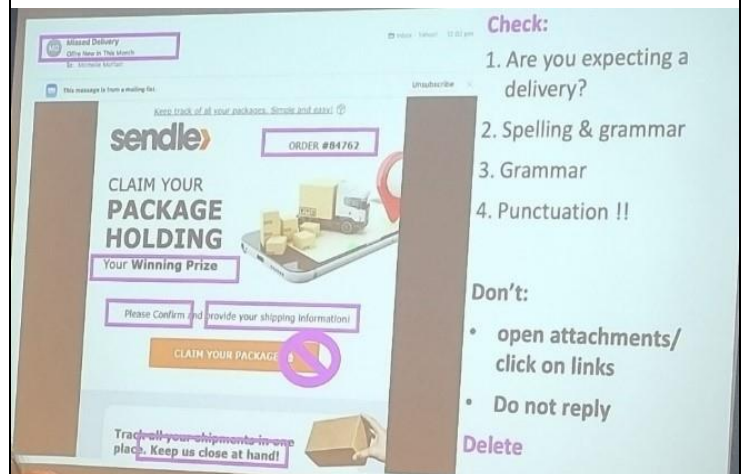 MD
Missed Delivery
Offre New In This Month
To: Michelle
Inbox Yahoo!
This message is from a mailing list.
Unsubscribe
Keep track of all your packages. Simple and easy!
sendle
ORDER #84762
CLAIM YOUR
PACKAGE
HOLDING
Your Winning Prize
Please Confirm and provide your shipping information!
CLAIM YOUR PACKAGE
Track all your shipments in one
place. Keep us close at hand!
Check:
1. Are you expecting a
delivery?
2. Spelling & grammar
3. Grammar
4. Punctuation !!
Don't:
• open attachments/
click on links
• Do not reply
Delete